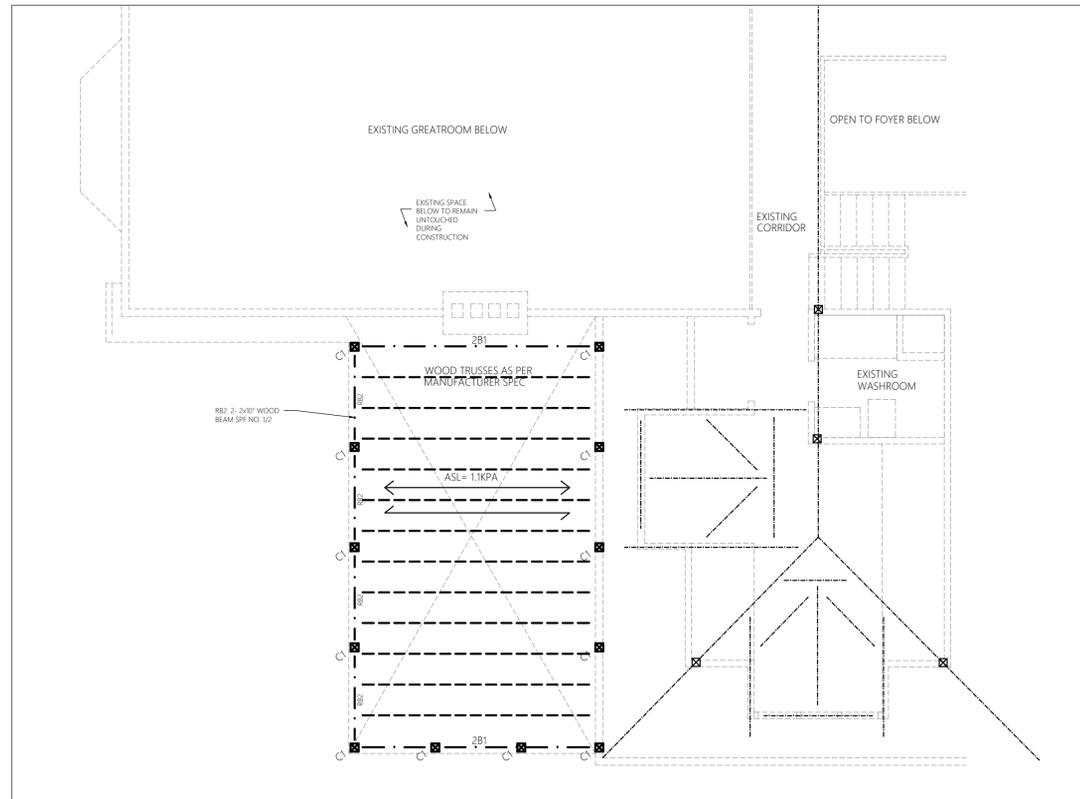 OPEN TO FOYER BELOW
EXISTING GREATROOM BELOW
EXISTING SPACE
BELOW TO REMAIN
UNTOUCHED
DURING
CONSTRUCTION
EXISTING
CORRIDOR
2B1
C1
C1
WOOD TRUSSES AS PER
MANUFACTURER SPEC
EXISTING
WASHROOM
RB2
RB2: 2- 2x10" WOOD
BEAM SPF NO. 1/2
C1
C1
ASL= 1.1KPA
RB2
C1
C1
RB2
C1
C1
RB2
2B1
C1
C1
C1
C1